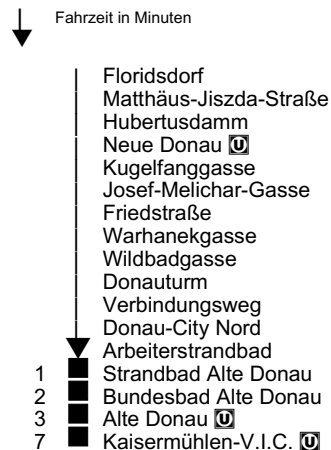 Fahrzeit in Minuten
Floridsdorf
Matthäus-Jiszda-Straße
Hubertusdamm
Neue Donau U
Kugelfanggasse
Josef-Melichar-Gasse
Friedstraße
Warhanekgasse
Wildbadgasse
Donauturm
Verbindungsweg
Donau-City Nord
Arbeiterstrandbad
1 Strandbad Alte Donau
2 Bundesbad Alte Donau
3 Alte Donau U
7 Kaisermühlen-V.I.C. U